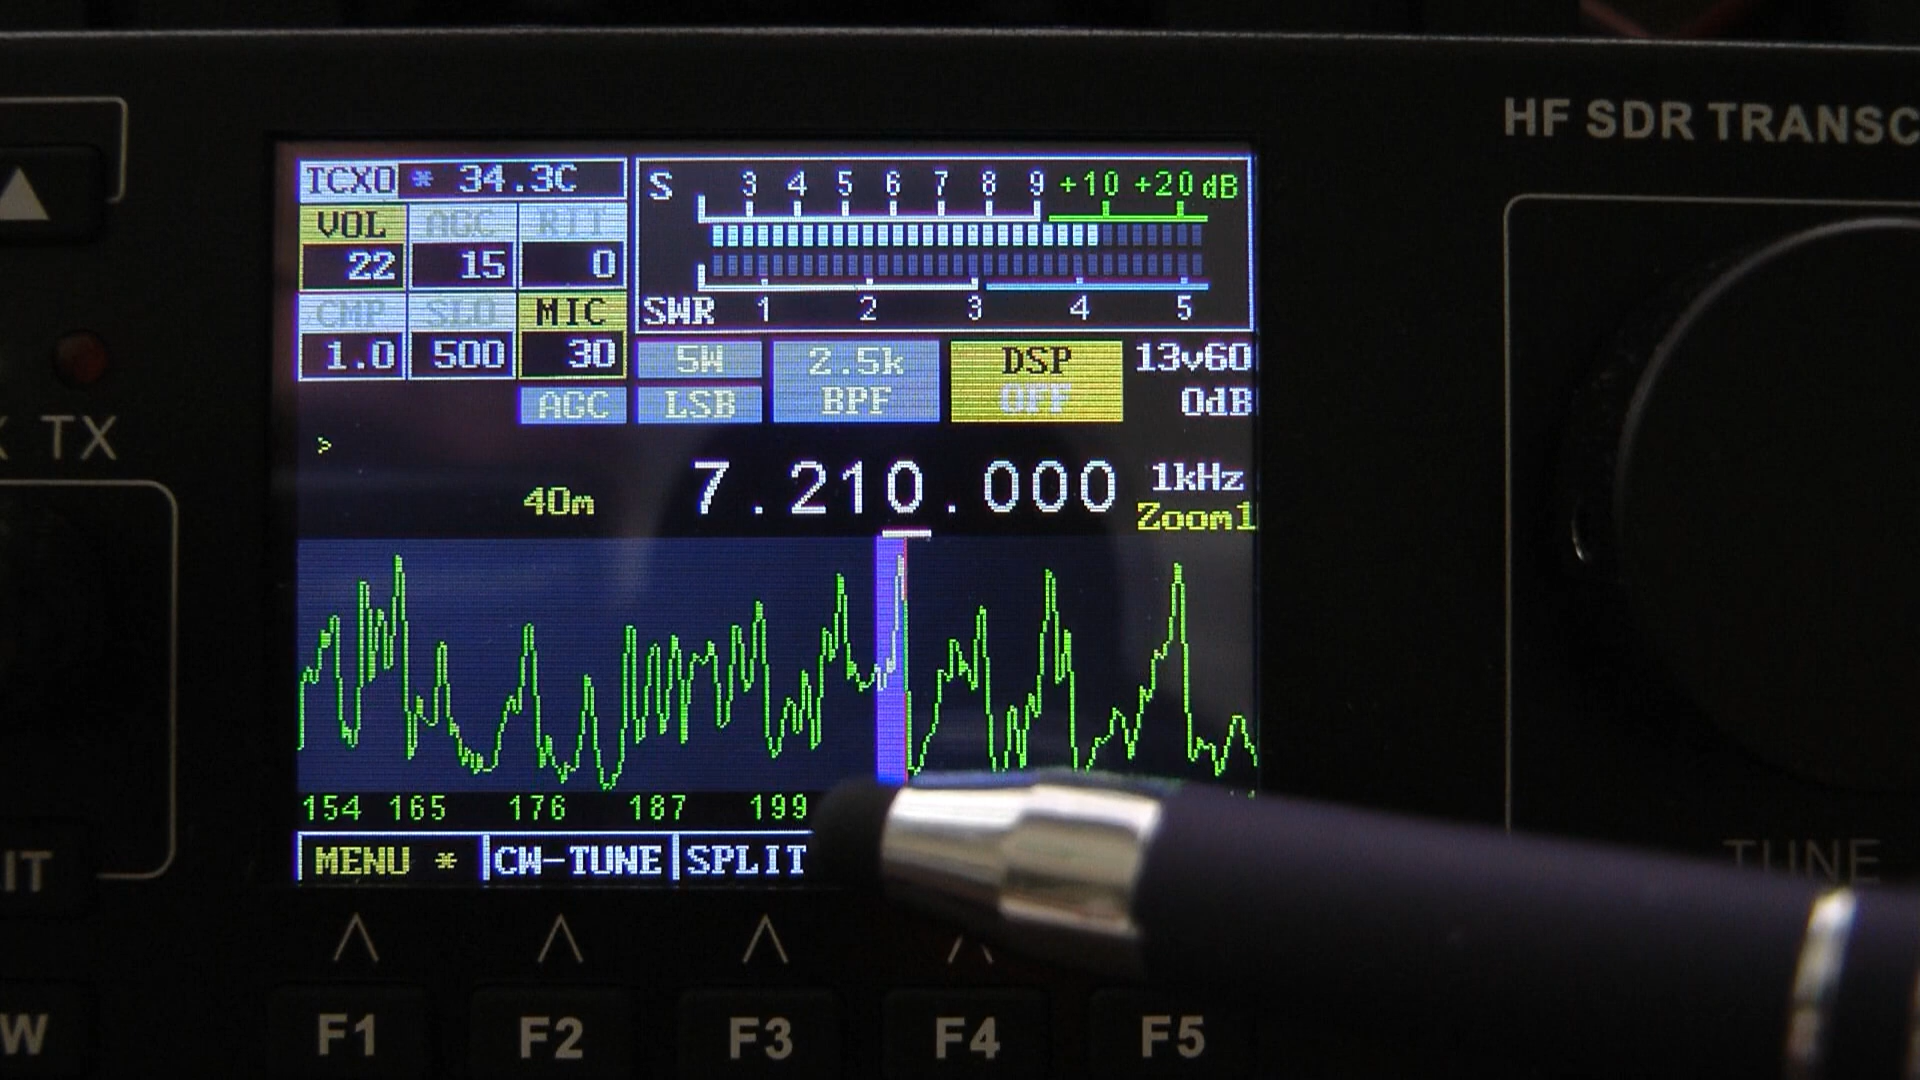 HF SDR TRANSC
TCXO * 34.3C
S 3 4 5 6 7 8 9 +10 +20 dB
VOL AGC RIT
22 15 0
CMP SLO MIC
1.0 500 30
SWR 1 2 3 4 5
5W 2.5k DSP 13v60
AGC LSB BPF OFF 0dB
TX
>
40m 7.210.000 1kHz
Zoom1
154 165 176 187 199
MENU * CW-TUNE SPLIT
TUNE
IT
F1 F2 F3 F4 F5
W